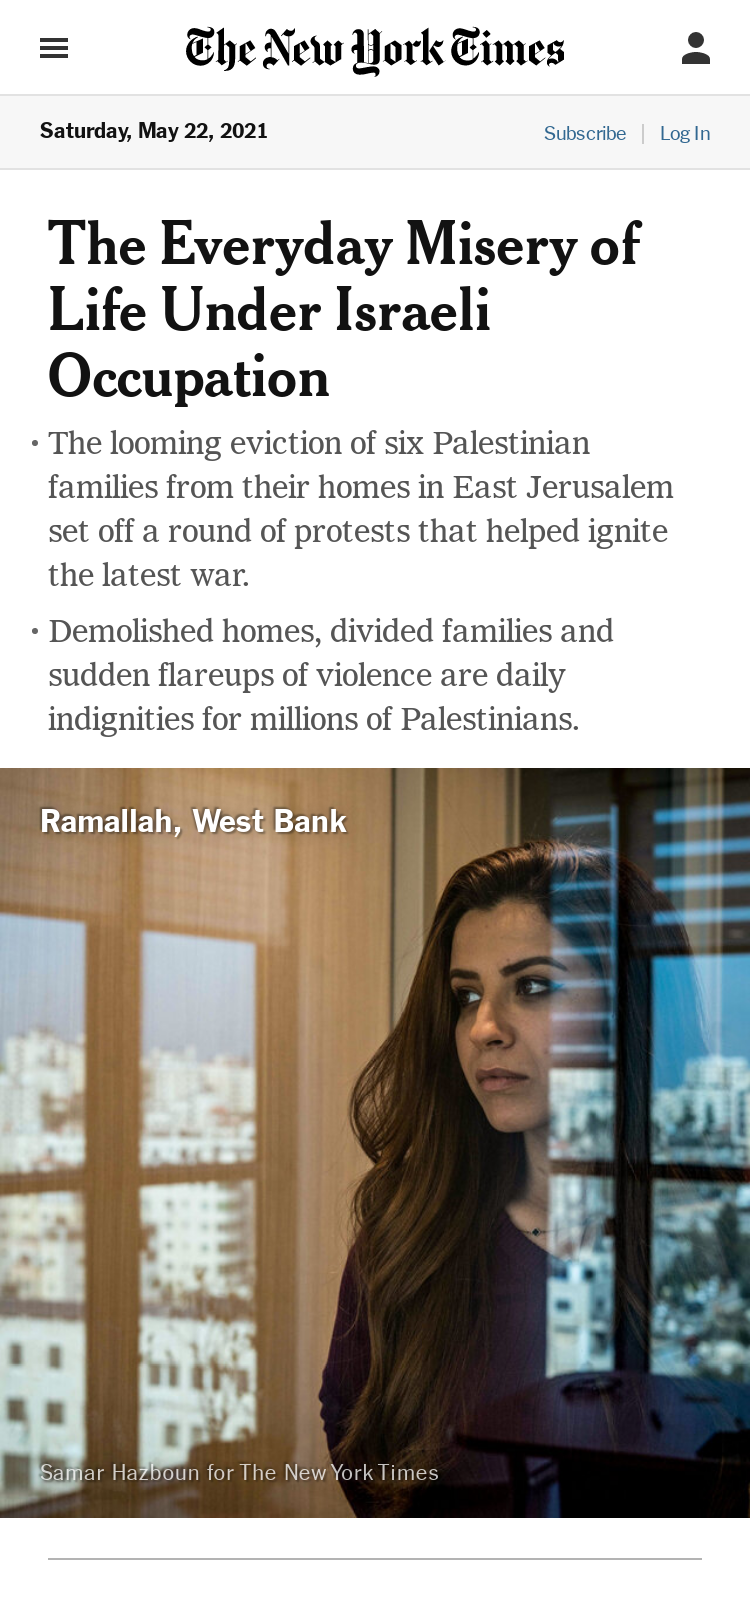 The New York Times
Saturday, May 22, 2021
Subscribe | Log In
The Everyday Misery of
Life Under Israeli
Occupation
• The looming eviction of six Palestinian
families from their homes in East Jerusalem
set off a round of protests that helped ignite
the latest war.
• Demolished homes, divided families and
sudden flareups of violence are daily
indignities for millions of Palestinians.
Ramallah, West Bank
Samar Hazboun for The New York Times